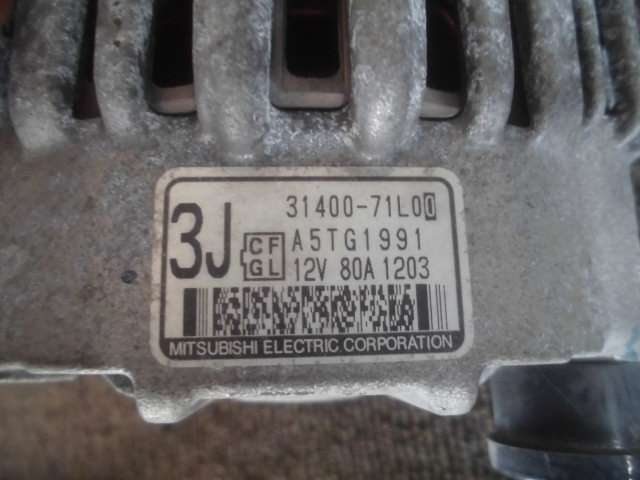 31400-71L00
3J
CF
GL
A5TG1991
12V 80A 1203
MITSUBISHI ELECTRIC CORPORATION